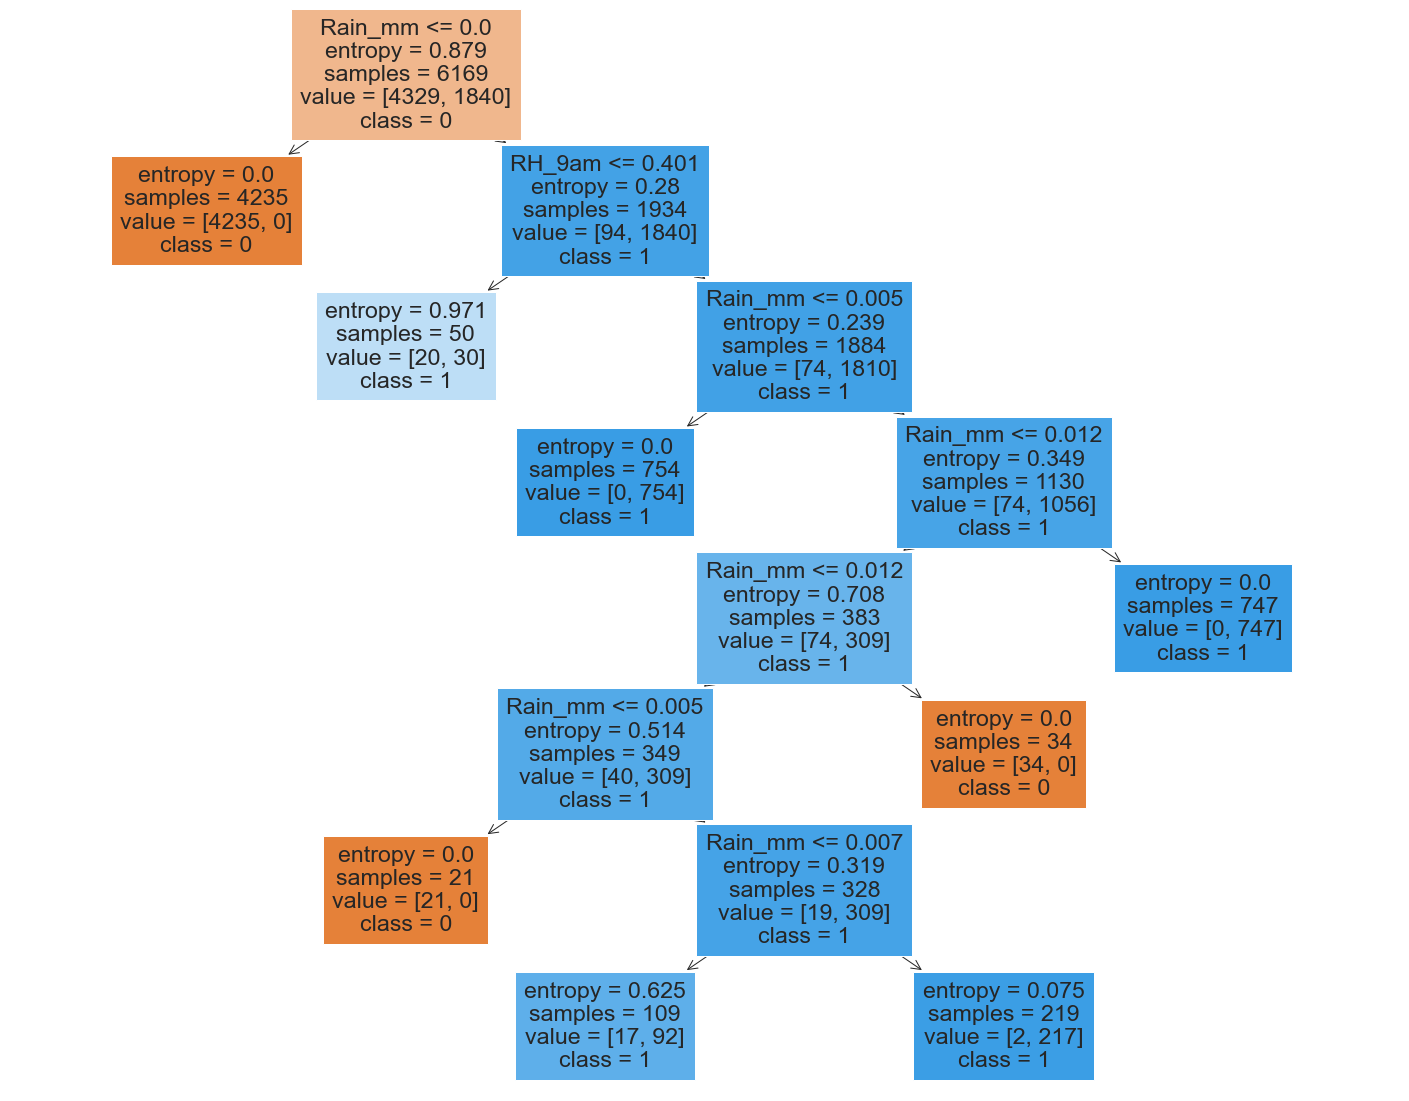 Rain_mm <= 0.0
entropy = 0.879
samples = 6169
value = [4329, 1840]
class = 0
entropy = 0.0
samples = 4235
value = [4235, 0]
class = 0
RH_9am <= 0.401
entropy = 0.28
samples = 1934
value = [94, 1840]
class = 1
entropy = 0.971
samples = 50
value = [20, 30]
class = 1
Rain_mm <= 0.005
entropy = 0.239
samples = 1884
value = [74, 1810]
class = 1
entropy = 0.0
samples = 754
value = [0, 754]
class = 1
Rain_mm <= 0.012
entropy = 0.349
samples = 1130
value = [74, 1056]
class = 1
Rain_mm <= 0.012
entropy = 0.708
samples = 383
value = [74, 309]
class = 1
entropy = 0.0
samples = 747
value = [0, 747]
class = 1
Rain_mm <= 0.005
entropy = 0.514
samples = 349
value = [40, 309]
class = 1
entropy = 0.0
samples = 34
value = [34, 0]
class = 0
entropy = 0.0
samples = 21
value = [21, 0]
class = 0
Rain_mm <= 0.007
entropy = 0.319
samples = 328
value = [19, 309]
class = 1
entropy = 0.625
samples = 109
value = [17, 92]
class = 1
entropy = 0.075
samples = 219
value = [2, 217]
class = 1